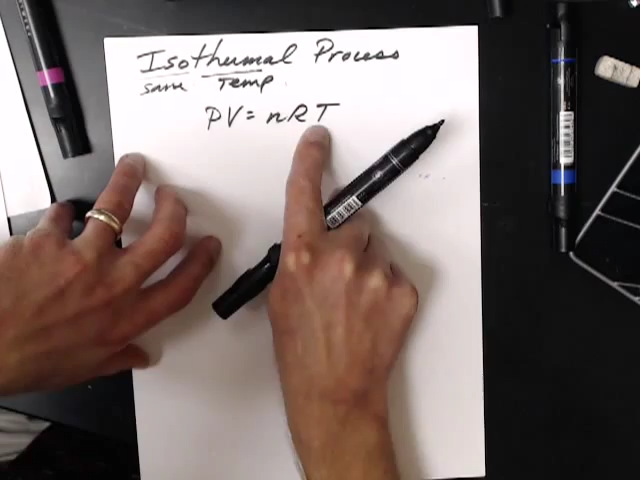 Isothermal Process
same Temp.
PV = nRT